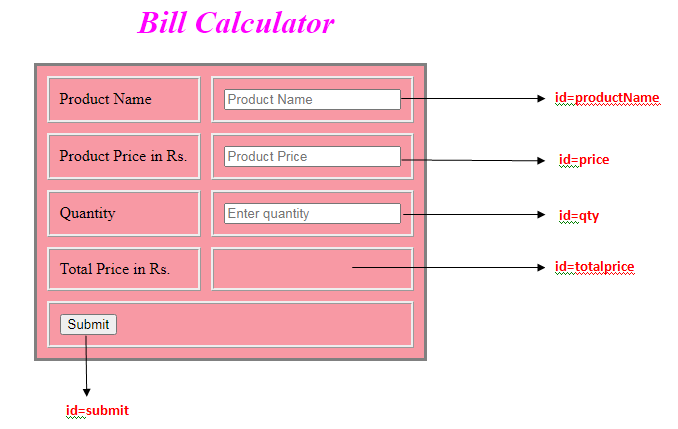 Bill Calculator
Product Name
Product Name
id=productName
Product Price in Rs.
Product Price
id=price
Quantity
Enter quantity
id=qty
Total Price in Rs.
id=totalprice
Submit
id=submit